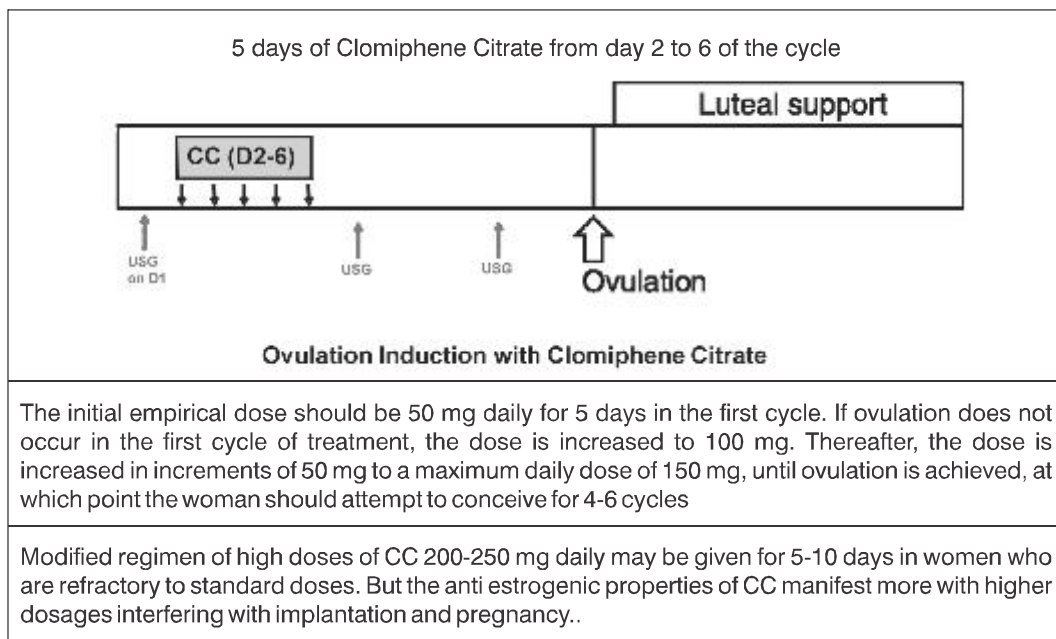 5 days of Clomiphene Citrate from day 2 to 6 of the cycle
Luteal support
CC (D2-6)
USG
on D1
USG
USG
Ovulation
Ovulation Induction with Clomiphene Citrate
The initial empirical dose should be 50 mg daily for 5 days in the first cycle. If ovulation does not
occur in the first cycle of treatment, the dose is increased to 100 mg. Thereafter, the dose is
increased in increments of 50 mg to a maximum daily dose of 150 mg, until ovulation is achieved, at
which point the woman should attempt to conceive for 4-6 cycles
Modified regimen of high doses of CC 200-250 mg daily may be given for 5-10 days in women who
are refractory to standard doses. But the anti estrogenic properties of CC manifest more with higher
dosages interfering with implantation and pregnancy..